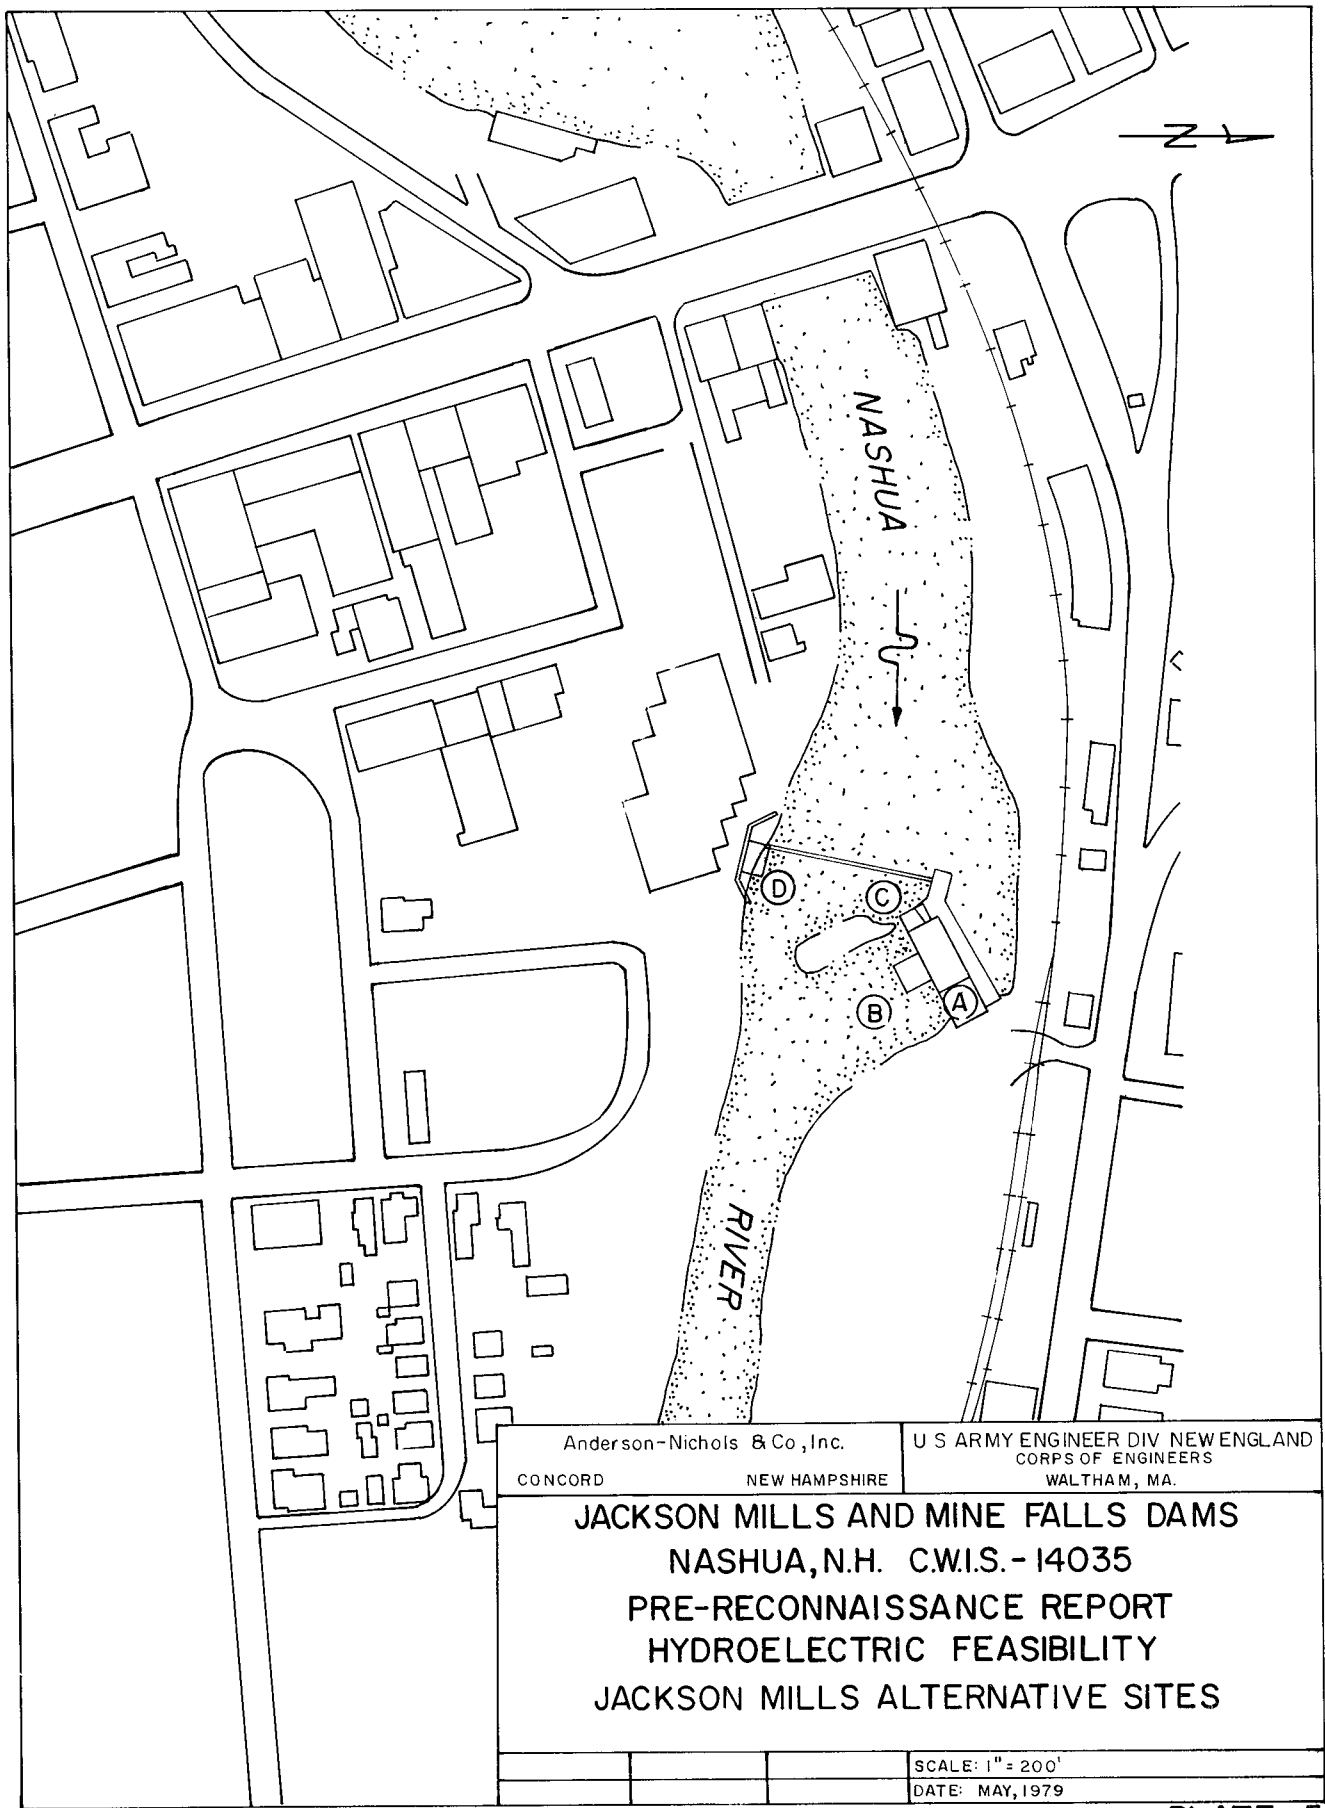 N
NASHUA
D
C
B
A
RIVER
Anderson-Nichols & Co, Inc.
CONCORD NEW HAMPSHIRE
U S ARMY ENGINEER DIV NEW ENGLAND
CORPS OF ENGINEERS
WALTHAM, MA.
JACKSON MILLS AND MINE FALLS DAMS
NASHUA, N.H. C.W.I.S. - 14035
PRE-RECONNAISSANCE REPORT
HYDROELECTRIC FEASIBILITY
JACKSON MILLS ALTERNATIVE SITES
SCALE: 1" = 200'
DATE: MAY, 1979